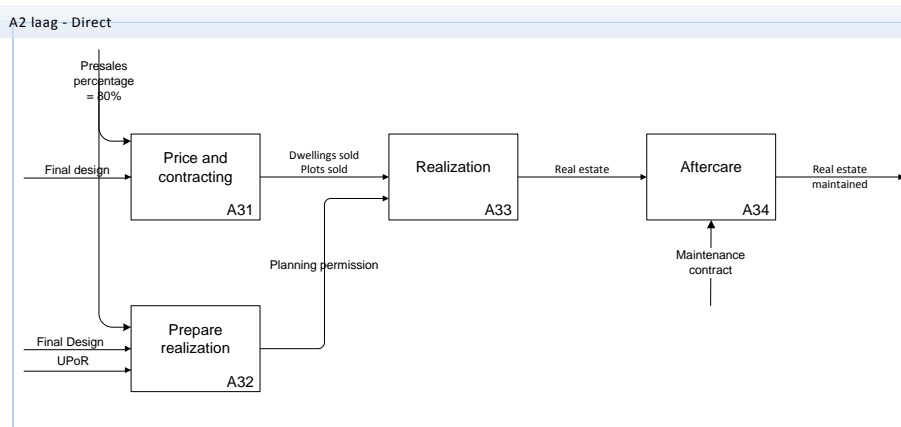 A2 laag - Direct
Presales
percentage
= 80%
Final design
Price and
contracting
A31
Dwellings sold
Plots sold
Realization
A33
Real estate
Aftercare
A34
Real estate
maintained
Planning permission
Maintenance
contract
Final Design
UPoR
Prepare
realization
A32